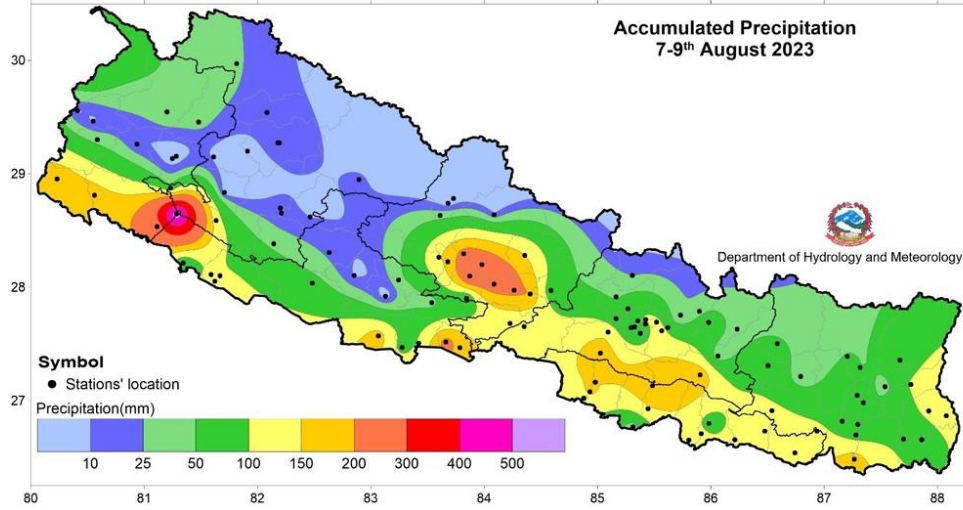 Accumulated Precipitation
7-9th August 2023
30
29
28
27
Department of Hydrology and Meteorology
Symbol
Stations' location
Precipitation(mm)
10 25 50 100 150 200 300 400 500
80 81 82 83 84 85 86 87 88